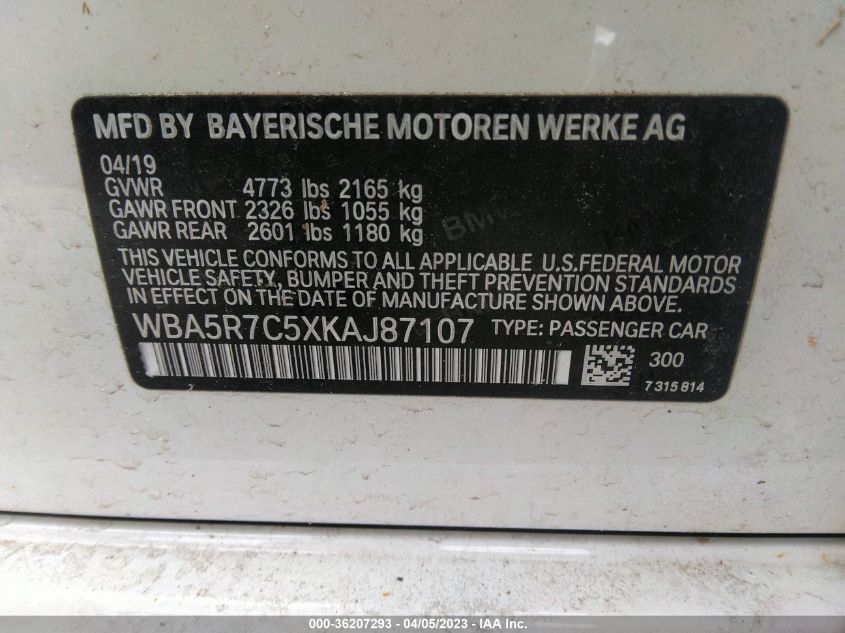 MFD BY BAYERISCHE MOTOREN WERKE AG
04/19
GVWR 4773 lbs 2165 kg
GAWR FRONT 2326 lbs 1055 kg
GAWR REAR 2601 lbs 1180 kg
THIS VEHICLE CONFORMS TO ALL APPLICABLE U.S.FEDERAL MOTOR
VEHICLE SAFETY, BUMPER AND THEFT PREVENTION STANDARDS
IN EFFECT ON THE DATE OF MANUFACTURE SHOWN ABOVE.
WBA5R7C5XKAJ87107 TYPE: PASSENGER CAR
300
7315814
000-36207293 - 04/05/2023 - IAA Inc.